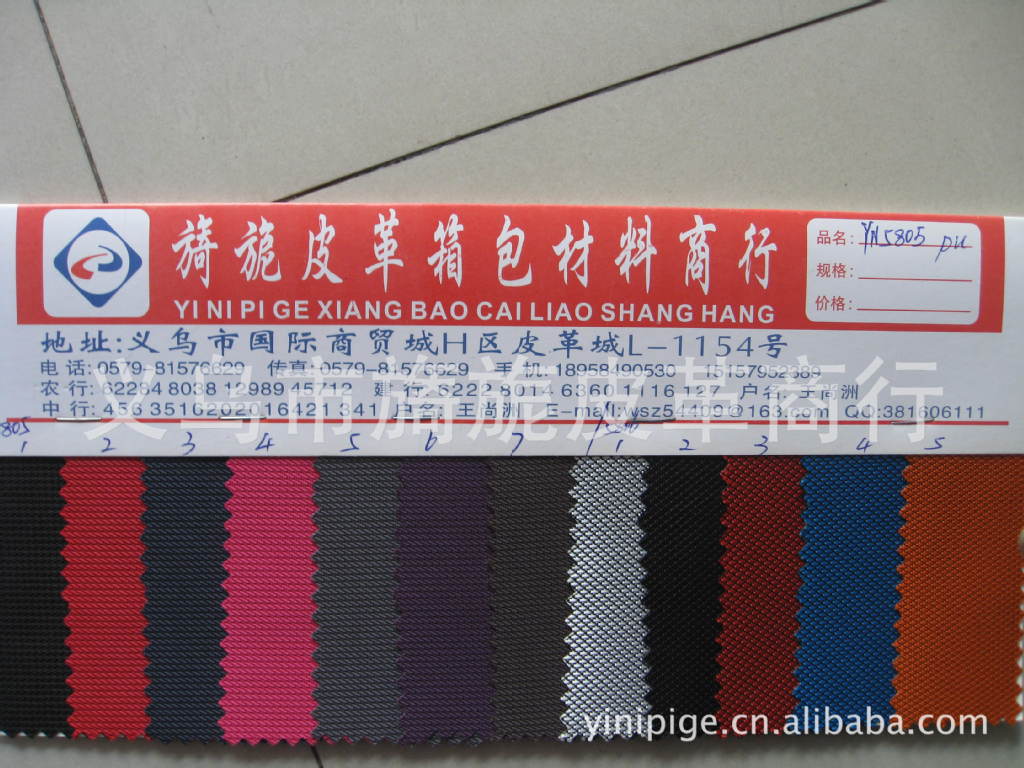 旖旎皮革箱包材料商行
YI NI PI GE XIANG BAO CAI LIAO SHANG HANG
品名: YN5805 pu
规格:
价格:
地址:义乌市国际商贸城H区皮革城L-1154号
电话:0579-81576629 传真:0579-81576629 手机:18958490530 15157952389
农行:62284 8038 12989 45712 建行:6222 8014 6360 1116 127 户名:王尚洲
中行:456 35162020 16421 341 户名:王尚洲 E-mail:wsz54409@163.com QQ:381606111
义乌市旖旎皮革商行
5805
1 2 3 4 5 6 7 1 2 3 4 5
yinipige.cn.alibaba.com